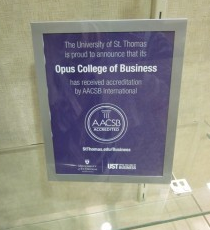 The University of St. Thomas
is proud to announce that its
Opus College of Business
has received accreditation
by AACSB International
AACSB
ACCREDITED
StThomas.edu/Business
UST
BUSINESS